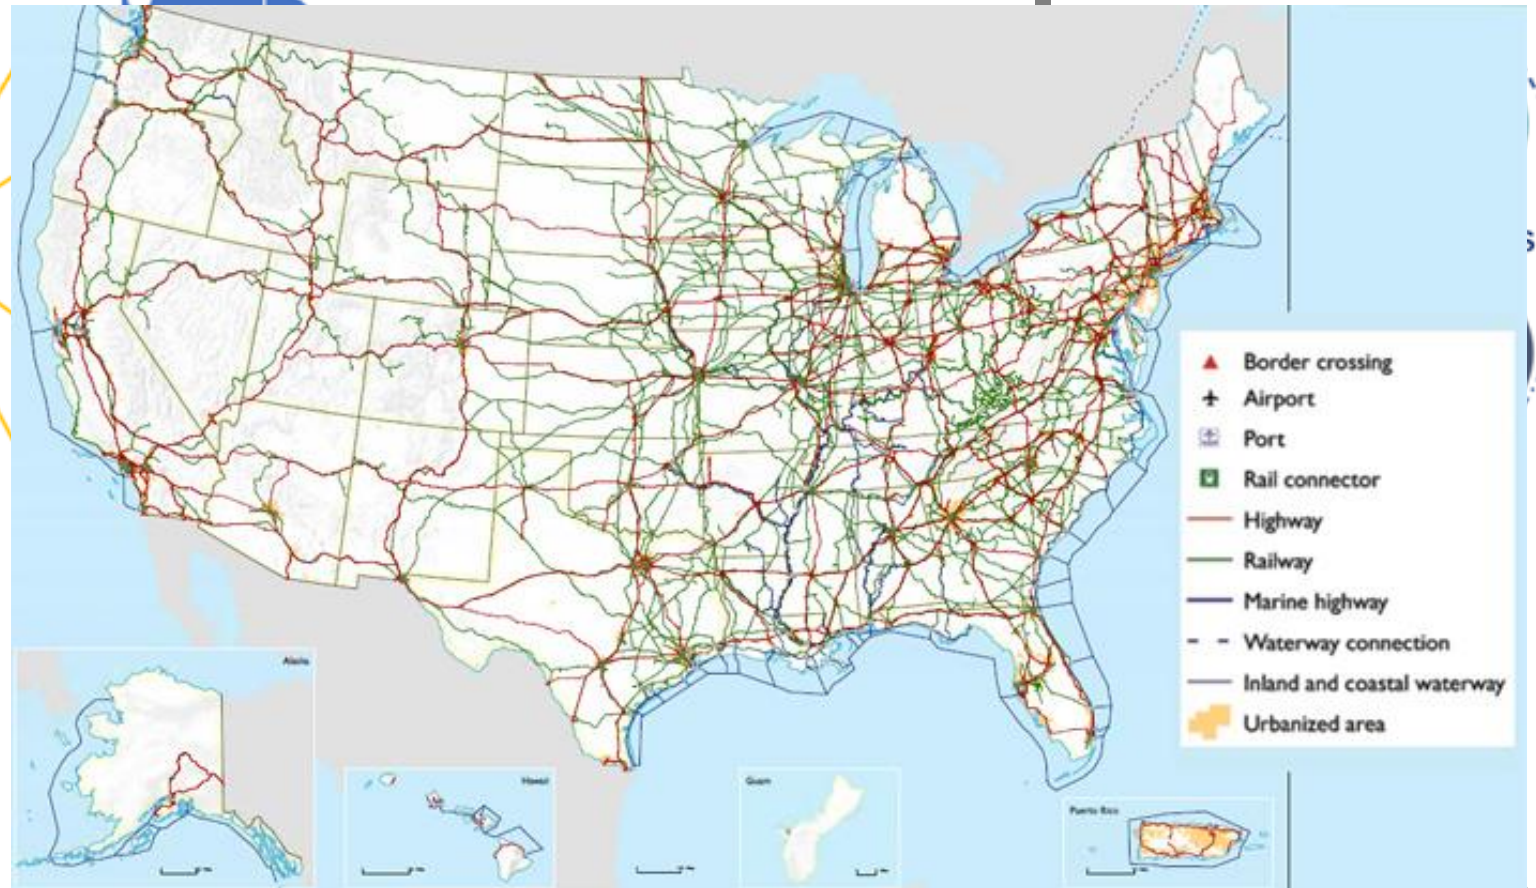 s
Border crossing
Airport
Port
Rail connector
Highway
Railway
Marine highway
Waterway connection
Inland and coastal waterway
Urbanized area
Alaska
Hawaii
Guam
Puerto Rico